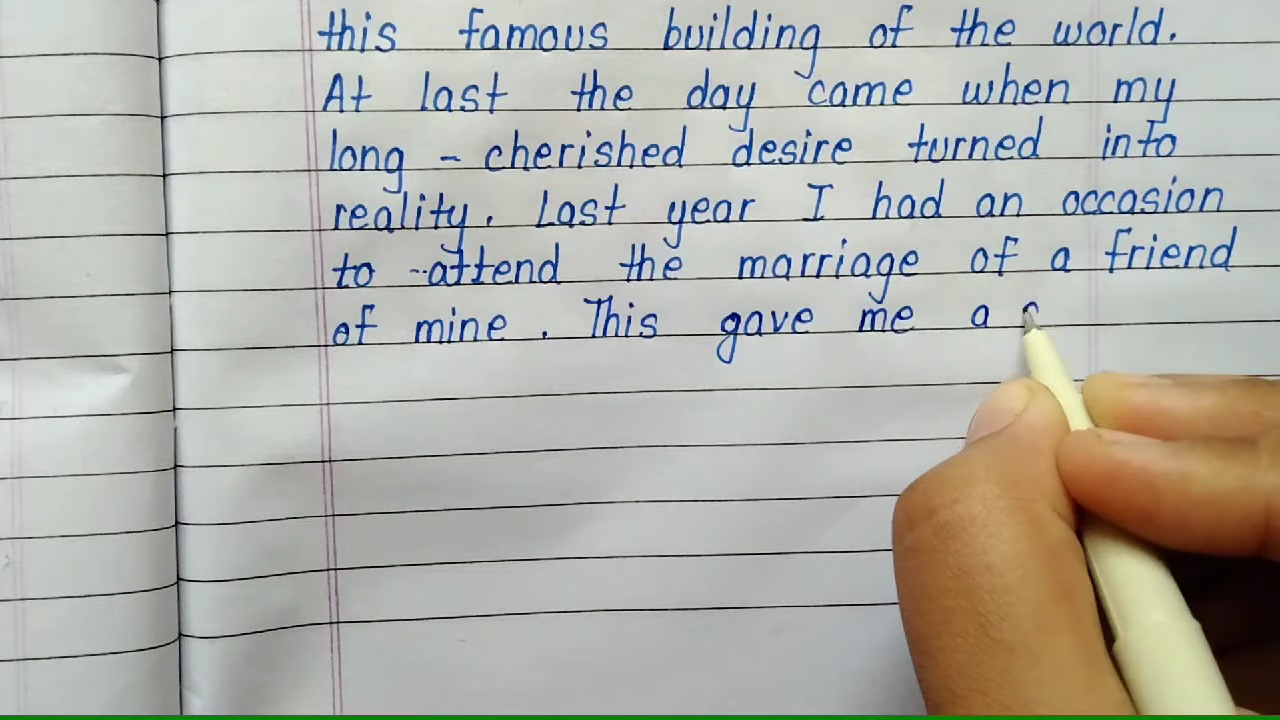 this famous building of the world.
At last the day came when my
long - cherished desire turned into
reality. Last year I had an occasion
to attend the marriage of a friend
of mine. This gave me a